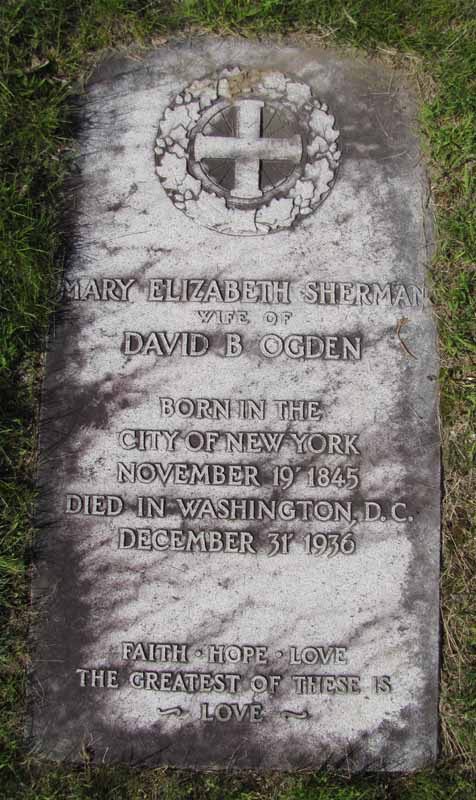 MARY ELIZABETH SHERMAN
WIFE OF
DAVID B OGDEN
BORN IN THE
CITY OF NEW YORK
NOVEMBER 19' 1845
DIED IN WASHINGTON, D.C.
DECEMBER 31' 1936
FAITH · HOPE · LOVE
THE GREATEST OF THESE IS
~ LOVE ~